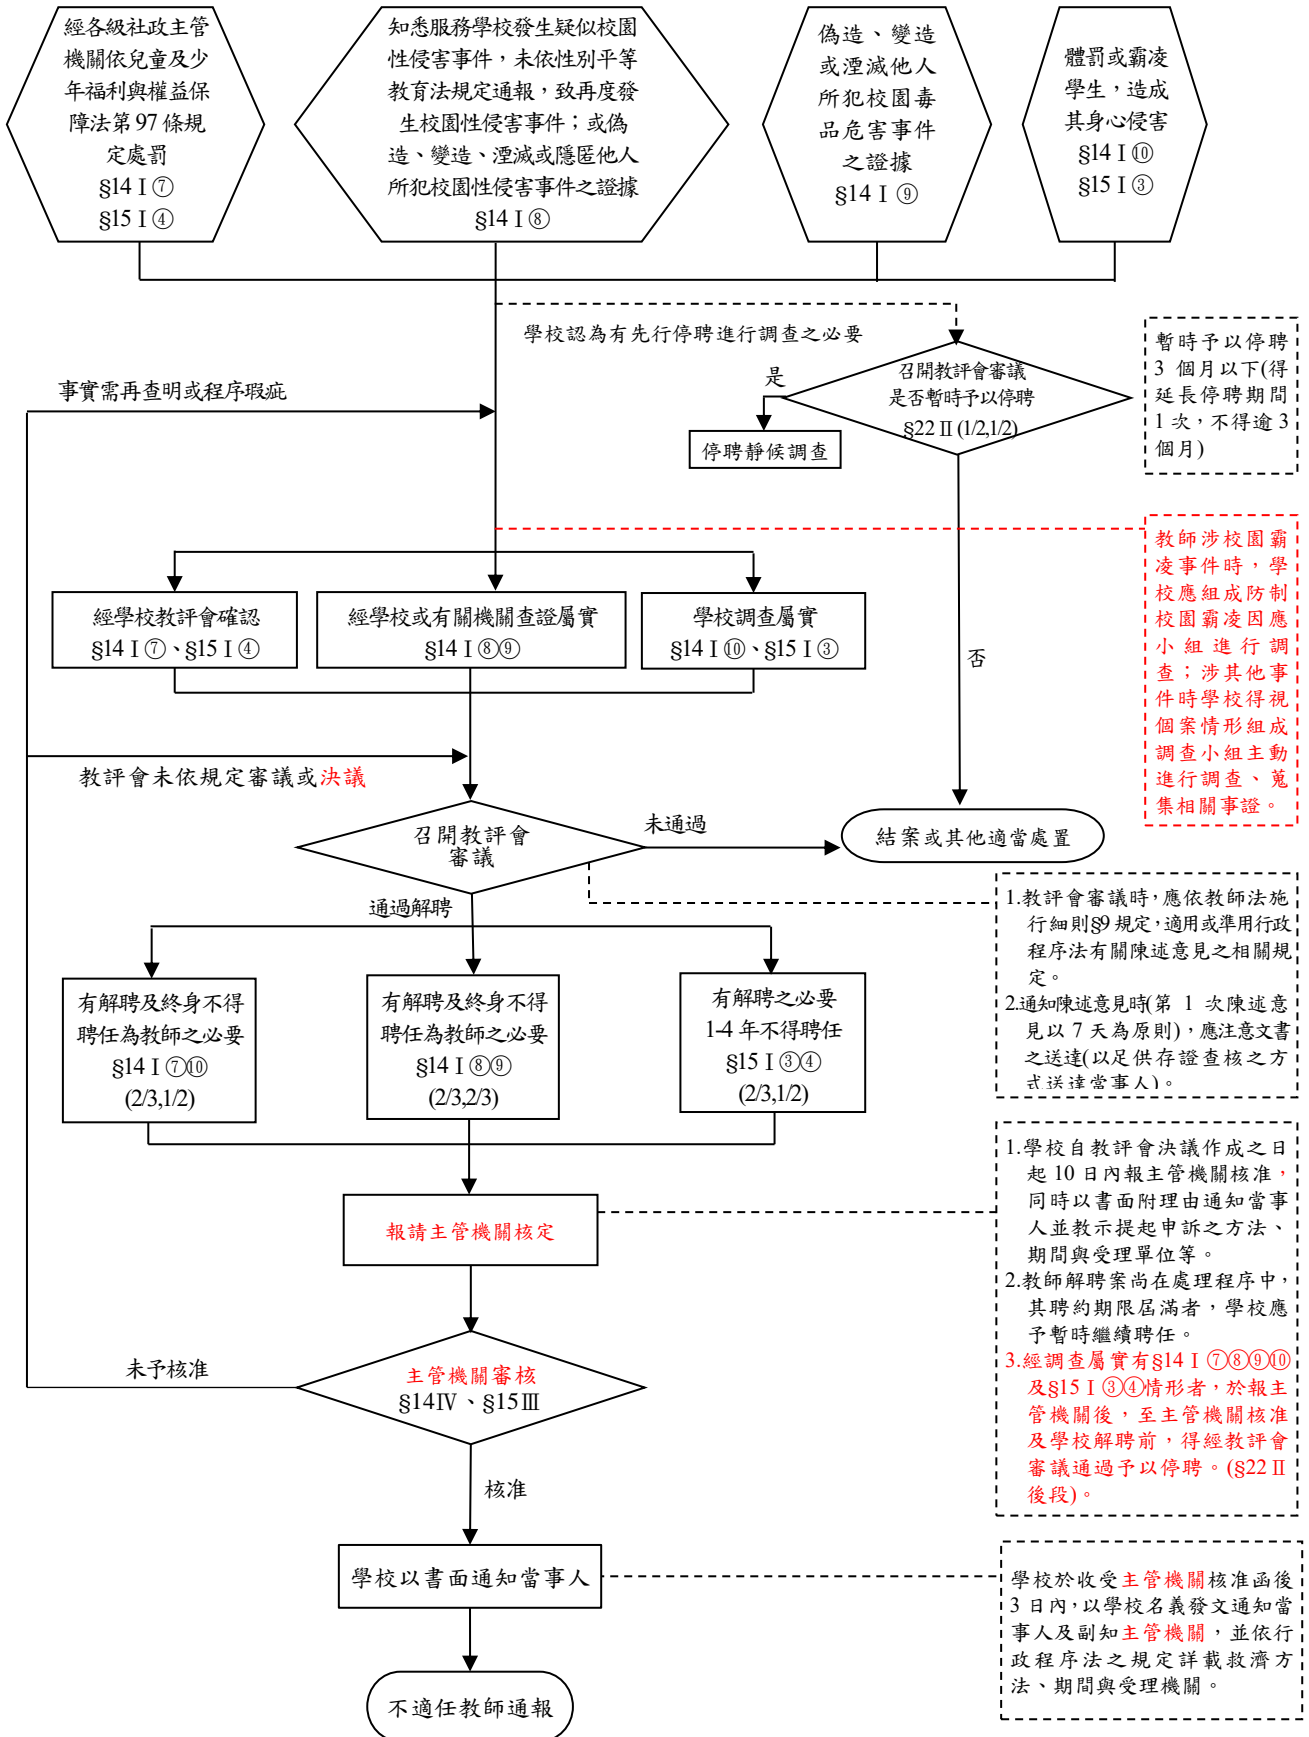 經各級社政主管
機關依兒童及少
年福利與權益保
障法第97條規
定處罰
§14 I ⑦
§15 I ④
知悉服務學校發生疑似校園
性侵害事件，未依性別平等
教育法規定通報，致再度發
生校園性侵害事件；或偽
造、變造、湮滅或隱匿他人
所犯校園性侵害事件之證據
§14 I ⑧
偽造、變造
或湮滅他人
所犯校園毒
品危害事件
之證據
§14 I ⑨
體罰或霸凌
學生，造成
其身心侵害
§14 I ⑩
§15 I ③
學校認為有先行停聘進行調查之必要
召開教評會審議
是否暫時予以停聘
§22 II (1/2,1/2)
是
停聘靜候調查
暫時予以停聘
3 個月以下(得
延長停聘期間
1 次，不得逾 3
個月)
事實需再查明或程序瑕疵
教師涉校園霸
凌事件時，學
校應組成防制
校園霸凌因應
小組進行調
查；涉其他事
件時學校得視
個案情形組成
調查小組主動
進行調查、蒐
集相關事證。
經學校教評會確認
§14 I ⑦、§15 I ④
經學校或有關機關查證屬實
§14 I ⑧⑨
學校調查屬實
§14 I ⑩、§15 I ③
否
教評會未依規定審議或決議
召開教評會
審議
未通過
結案或其他適當處置
通過解聘
1.教評會審議時，應依教師法施
行細則§9規定，適用或準用行政
程序法有關陳述意見之相關規
定。
2.通知陳述意見時(第 1 次陳述意
見以 7 天為原則)，應注意文書
之送達(以足供存證查核之方
式送達當事人)。
有解聘及終身不得
聘任為教師之必要
§14 I ⑦⑩
(2/3,1/2)
有解聘及終身不得
聘任為教師之必要
§14 I ⑧⑨
(2/3,2/3)
有解聘之必要
1-4 年不得聘任
§15 I ③④
(2/3,1/2)
報請主管機關核定
1.學校自教評會決議作成之日
起 10 日內報主管機關核准，
同時以書面附理由通知當事
人並教示提起申訴之方法、
期間與受理單位等。
2.教師解聘案尚在處理程序中，
其聘約期限屆滿者，學校應
予暫時繼續聘任。
3.經調查屬實有§14 I ⑦⑧⑨⑩
及§15 I ③④情形者，於報主
管機關後，至主管機關核准
及學校解聘前，得經教評會
審議通過予以停聘。(§22 II
後段)。
未予核准
主管機關審核
§14IV、§15III
核准
學校以書面通知當事人
學校於收受主管機關核准函後
3 日內，以學校名義發文通知當
事人及副知主管機關，並依行
政程序法之規定詳載救濟方
法、期間與受理機關。
不適任教師通報